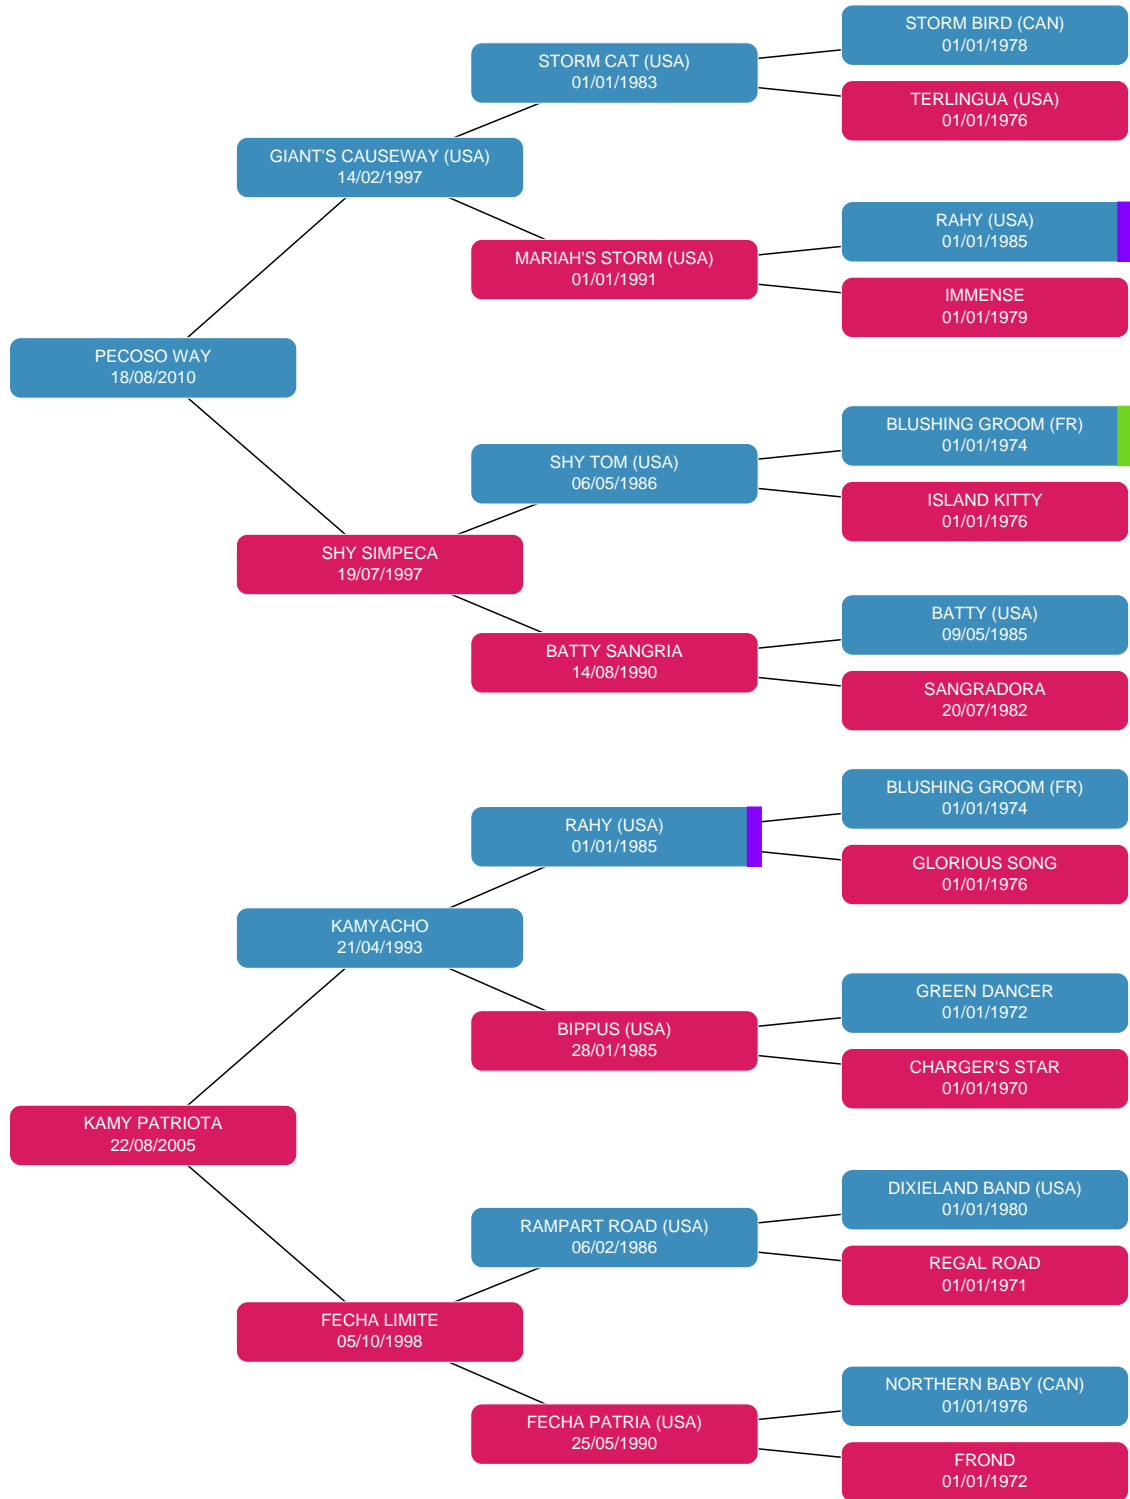 STORM BIRD (CAN)
01/01/1978
STORM CAT (USA)
01/01/1983
TERLINGUA (USA)
01/01/1976
GIANT'S CAUSEWAY (USA)
14/02/1997
RAHY (USA)
01/01/1985
MARIAH'S STORM (USA)
01/01/1991
IMMENSE
01/01/1979
PECOSO WAY
18/08/2010
BLUSHING GROOM (FR)
01/01/1974
SHY TOM (USA)
06/05/1986
ISLAND KITTY
01/01/1976
SHY SIMPECA
19/07/1997
BATTY (USA)
09/05/1985
BATTY SANGRIA
14/08/1990
SANGRADORA
20/07/1982
BLUSHING GROOM (FR)
01/01/1974
RAHY (USA)
01/01/1985
GLORIOUS SONG
01/01/1976
KAMYACHO
21/04/1993
GREEN DANCER
01/01/1972
BIPPUS (USA)
28/01/1985
CHARGER'S STAR
01/01/1970
KAMY PATRIOTA
22/08/2005
DIXIELAND BAND (USA)
01/01/1980
RAMPART ROAD (USA)
06/02/1986
REGAL ROAD
01/01/1971
FECHA LIMITE
05/10/1998
NORTHERN BABY (CAN)
01/01/1976
FECHA PATRIA (USA)
25/05/1990
FROND
01/01/1972